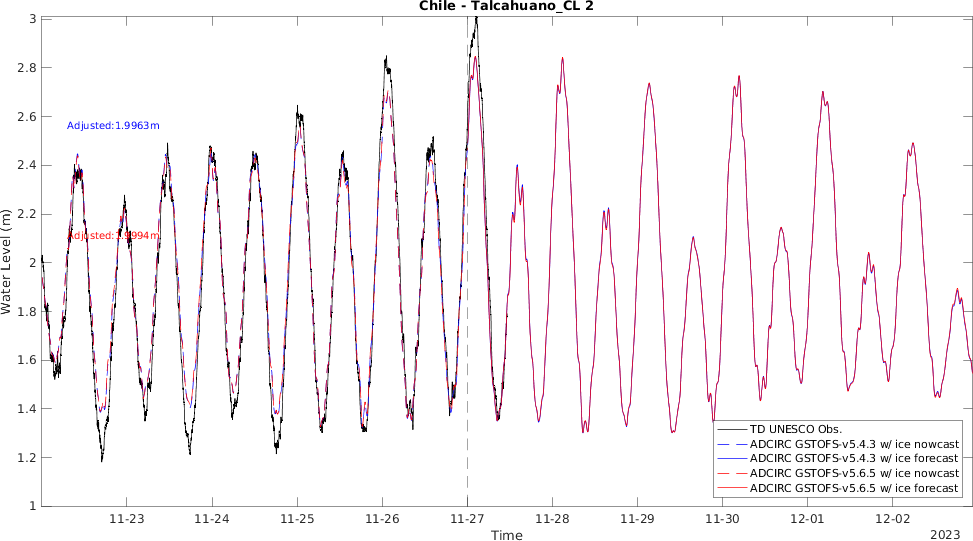 Chile - Talcahuano_CL 2
3
2.8
2.6
2.4
2.2
2
1.8
1.6
1.4
1.2
1
Water Level (m)
Adjusted:1.9963m
Adjusted:1.9994m
TD UNESCO Obs.
ADCIRC GSTOFS-v5.4.3 w/ ice nowcast
ADCIRC GSTOFS-v5.4.3 w/ ice forecast
ADCIRC GSTOFS-v5.6.5 w/ ice nowcast
ADCIRC GSTOFS-v5.6.5 w/ ice forecast
11-23 11-24 11-25 11-26 11-27 11-28 11-29 11-30 12-01 12-02
Time
2023